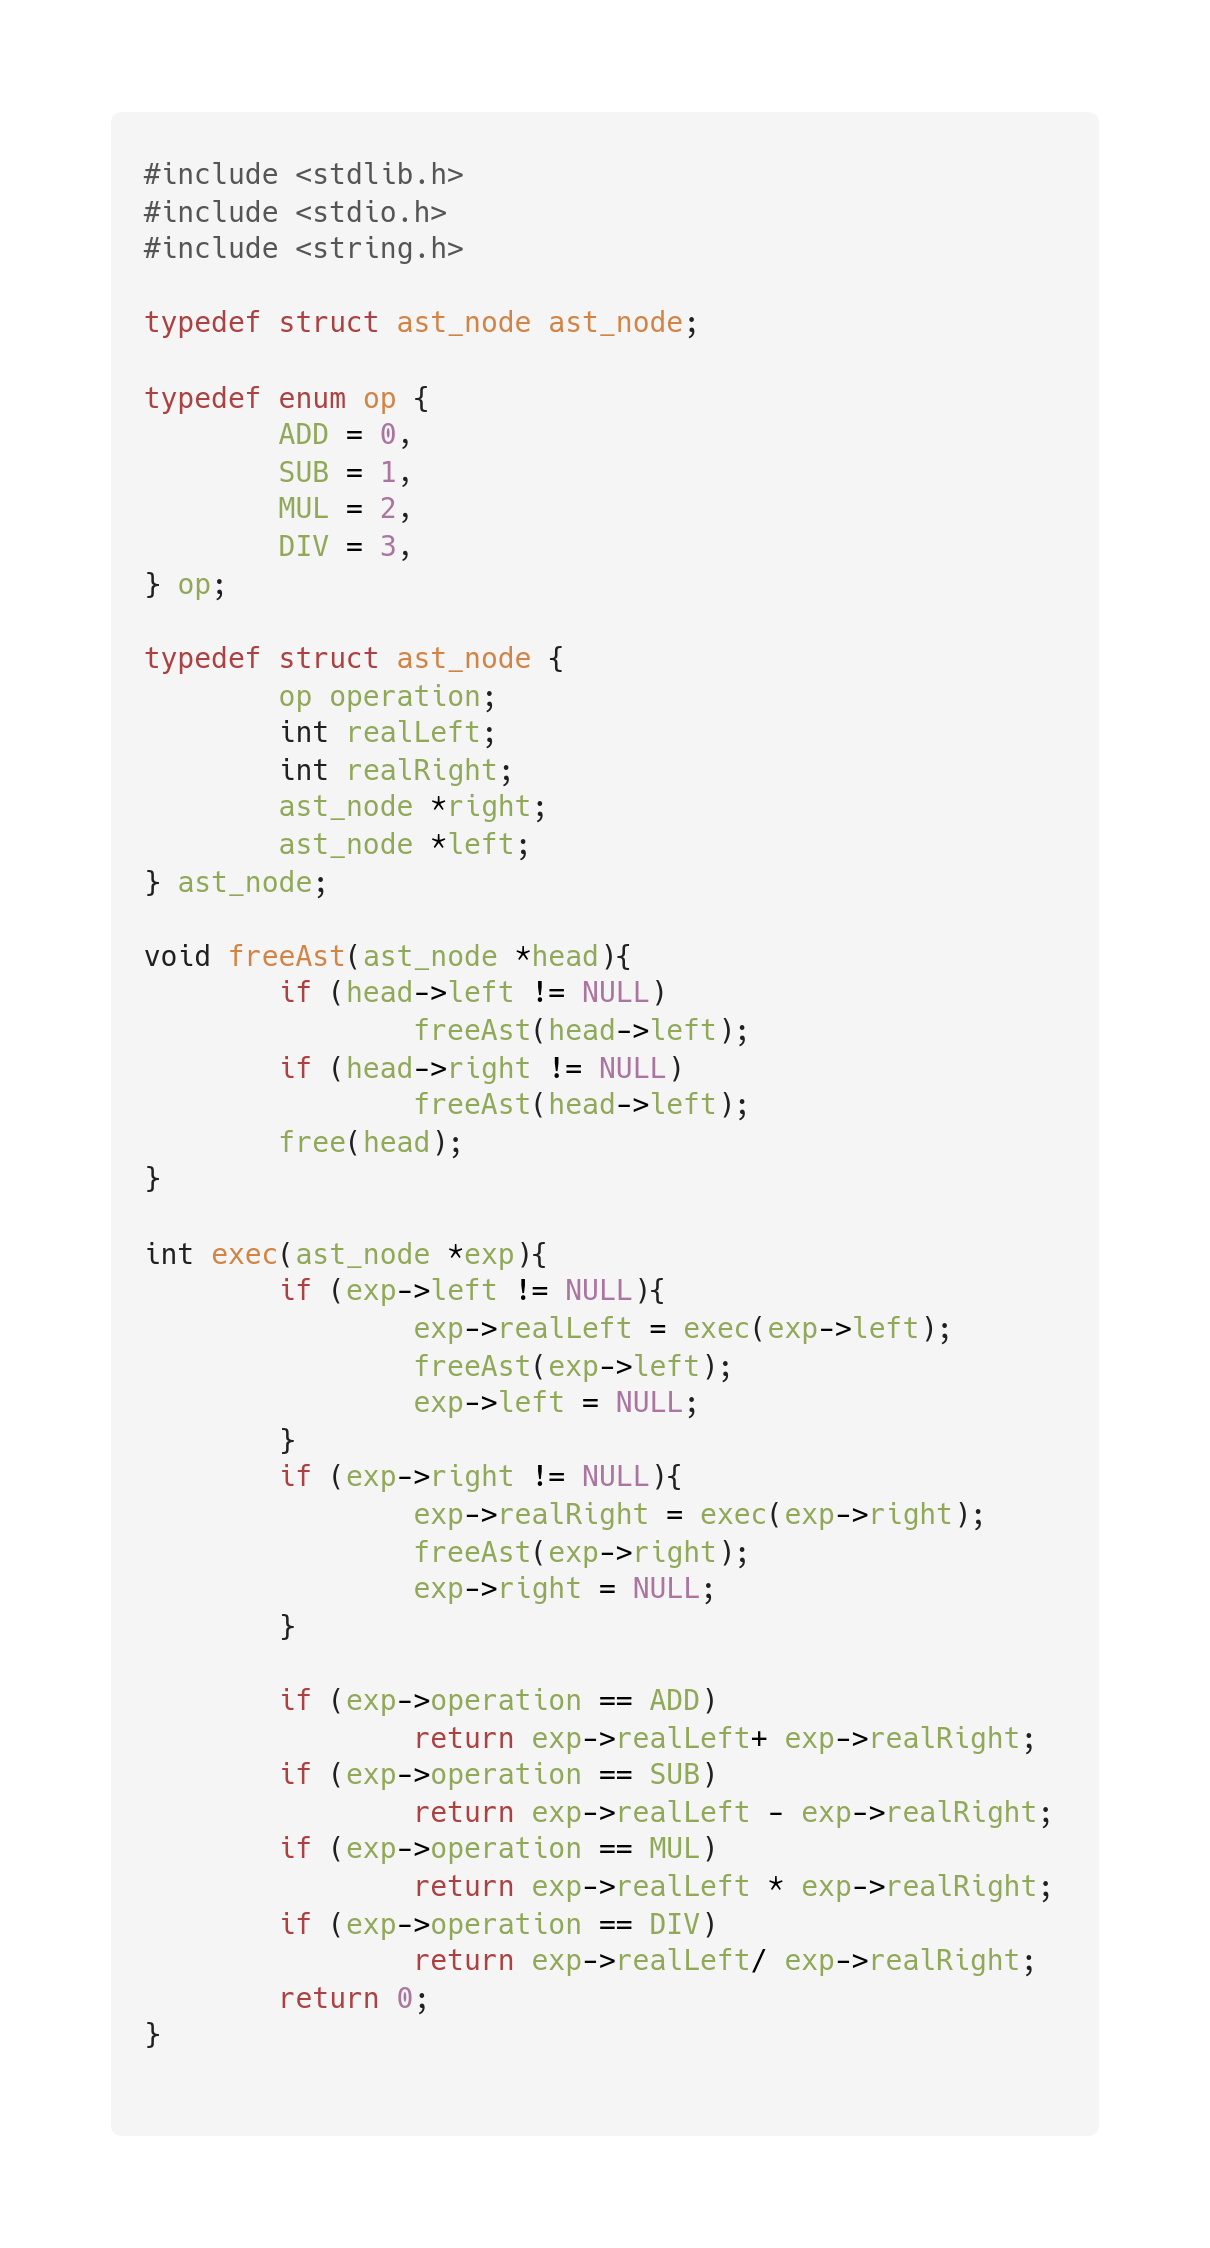 #include <stdlib.h>
#include <stdio.h>
#include <string.h>

typedef struct ast_node ast_node;

typedef enum op {
        ADD = 0,
        SUB = 1,
        MUL = 2,
        DIV = 3,
} op;

typedef struct ast_node {
        op operation;
        int realLeft;
        int realRight;
        ast_node *right;
        ast_node *left;
} ast_node;

void freeAst(ast_node *head){
        if (head->left != NULL)
                freeAst(head->left);
        if (head->right != NULL)
                freeAst(head->left);
        free(head);
}

int exec(ast_node *exp){
        if (exp->left != NULL){
                exp->realLeft = exec(exp->left);
                freeAst(exp->left);
                exp->left = NULL;
        }
        if (exp->right != NULL){
                exp->realRight = exec(exp->right);
                freeAst(exp->right);
                exp->right = NULL;
        }

        if (exp->operation == ADD)
                return exp->realLeft+ exp->realRight;
        if (exp->operation == SUB)
                return exp->realLeft - exp->realRight;
        if (exp->operation == MUL)
                return exp->realLeft * exp->realRight;
        if (exp->operation == DIV)
                return exp->realLeft/ exp->realRight;
        return 0;
}